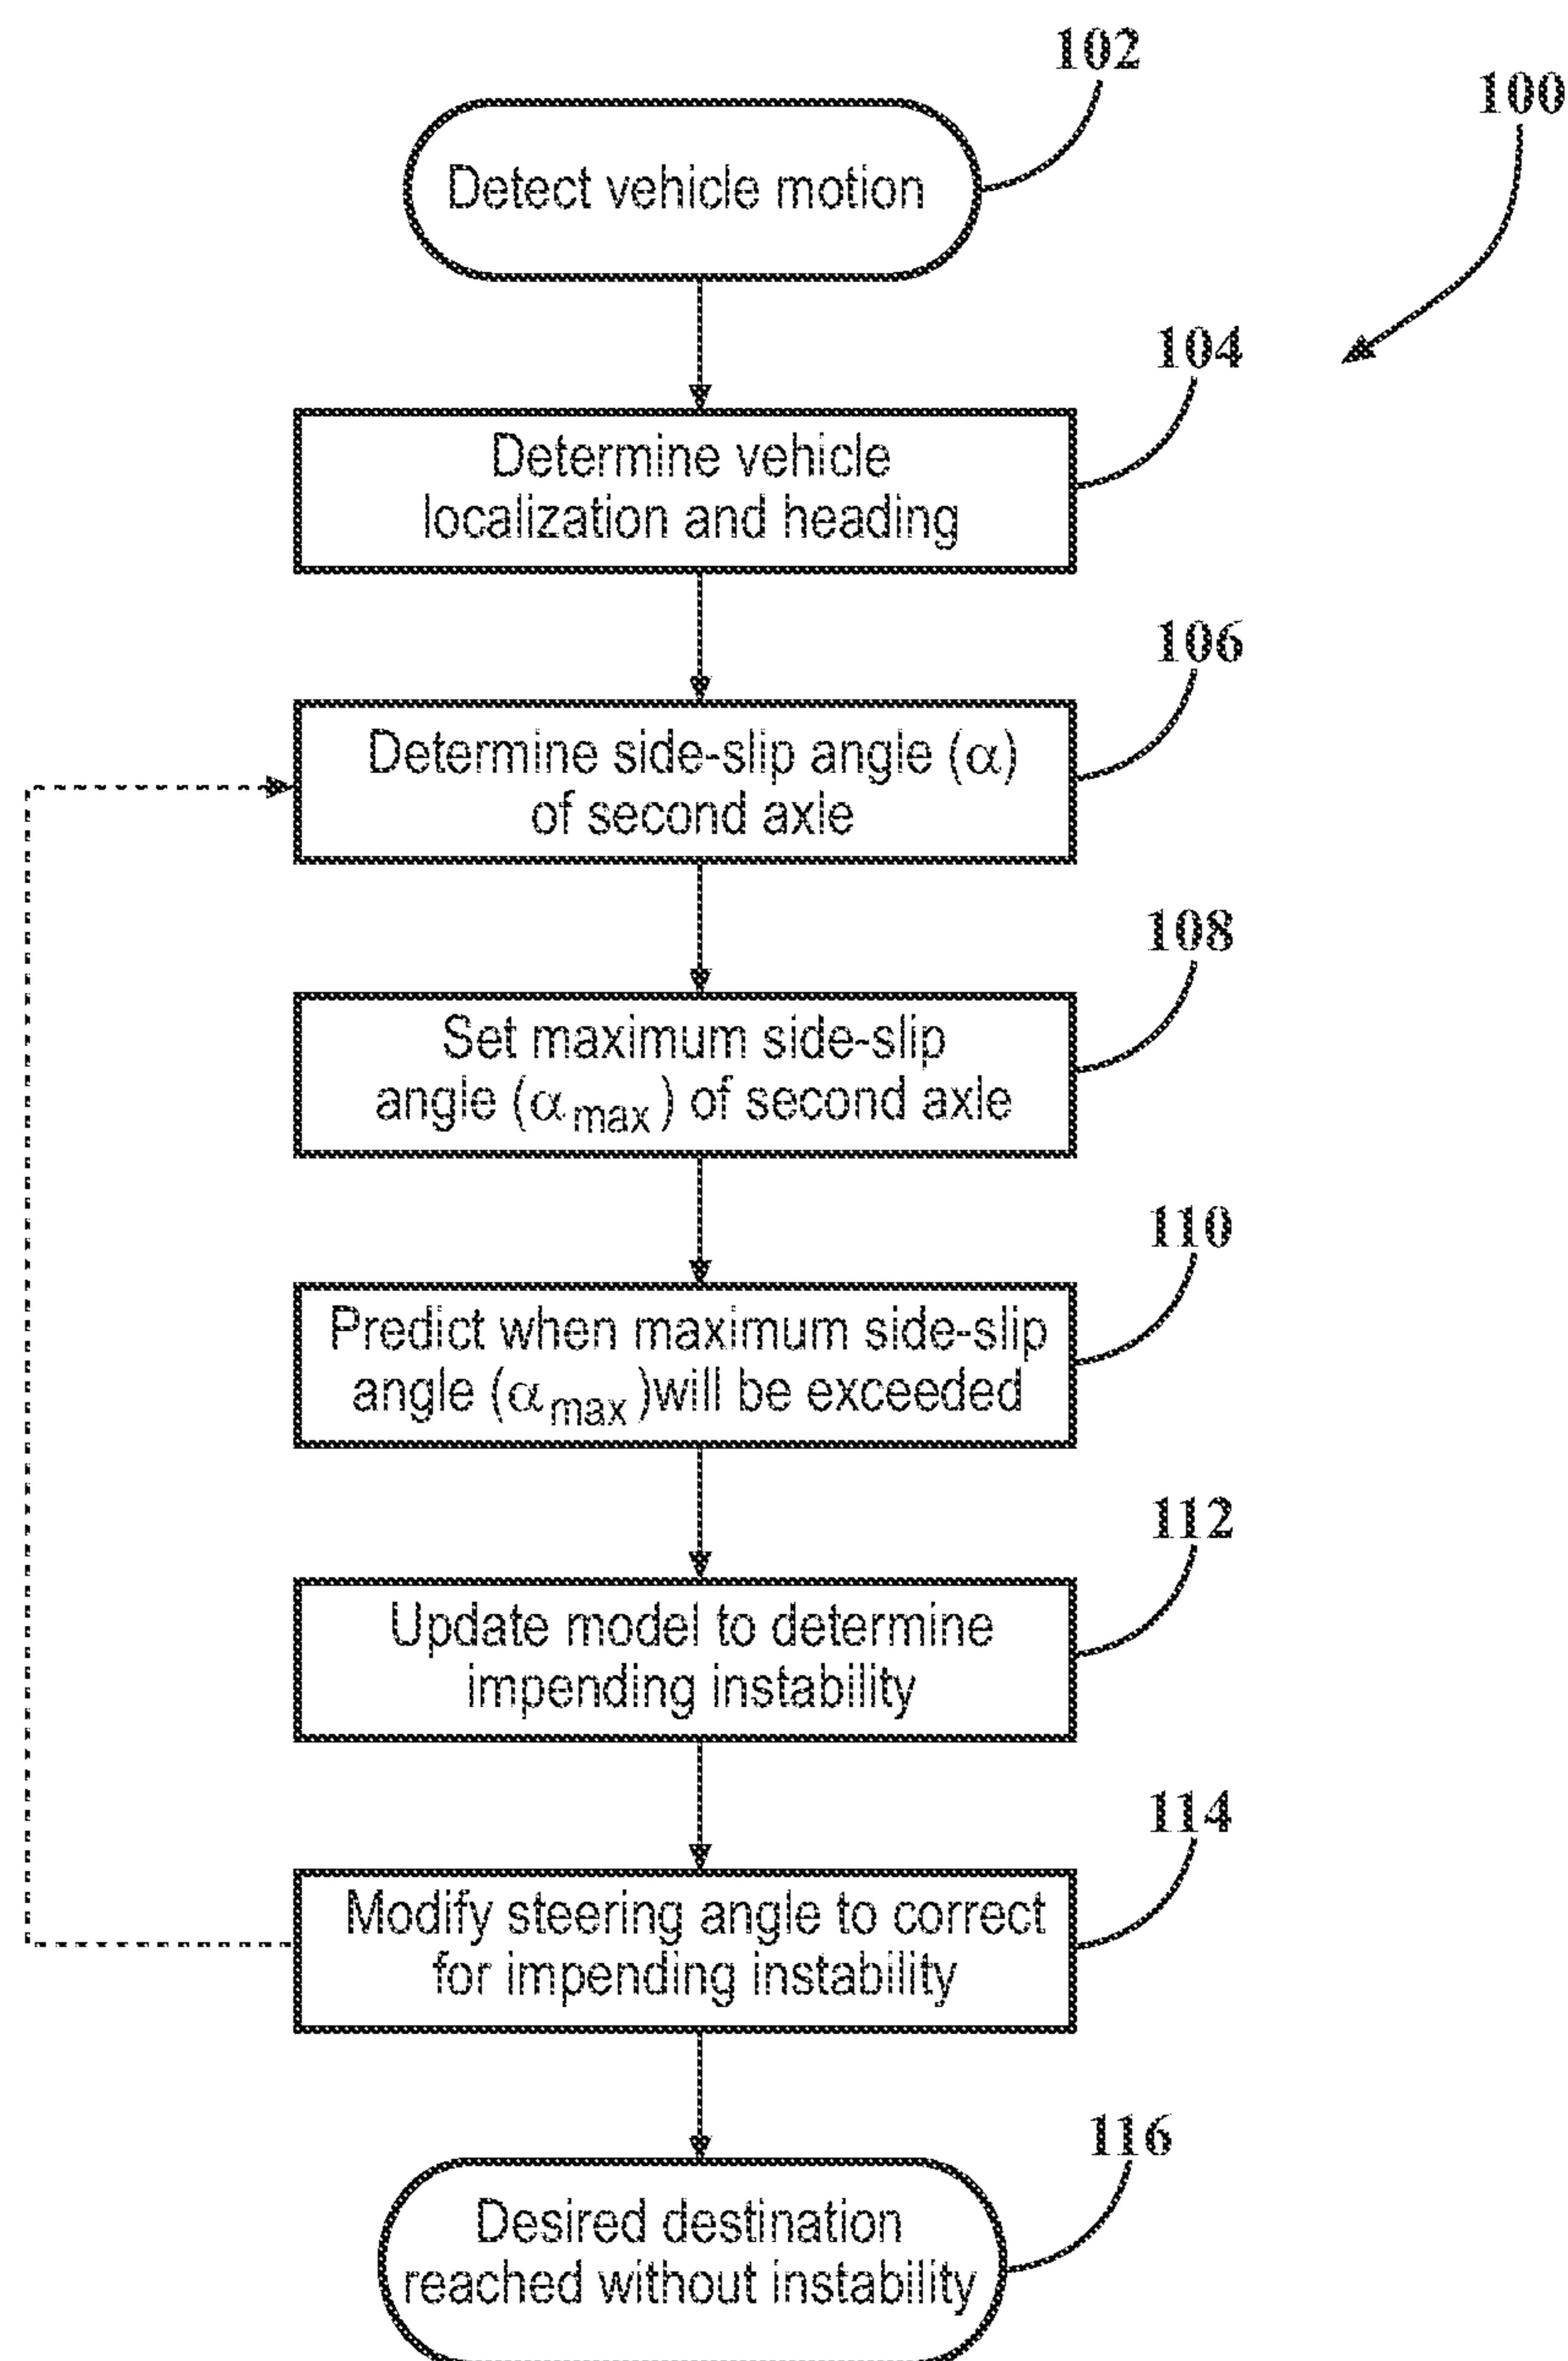 102
100
Detect vehicle motion
104
Determine vehicle
localization and heading
106
Determine side-slip angle (α)
of second axle
108
Set maximum side-slip
angle (αmax) of second axle
110
Predict when maximum side-slip
angle (αmax)will be exceeded
112
Update model to determine
impending instability
114
Modify steering angle to correct
for impending instability
116
Desired destination
reached without instability